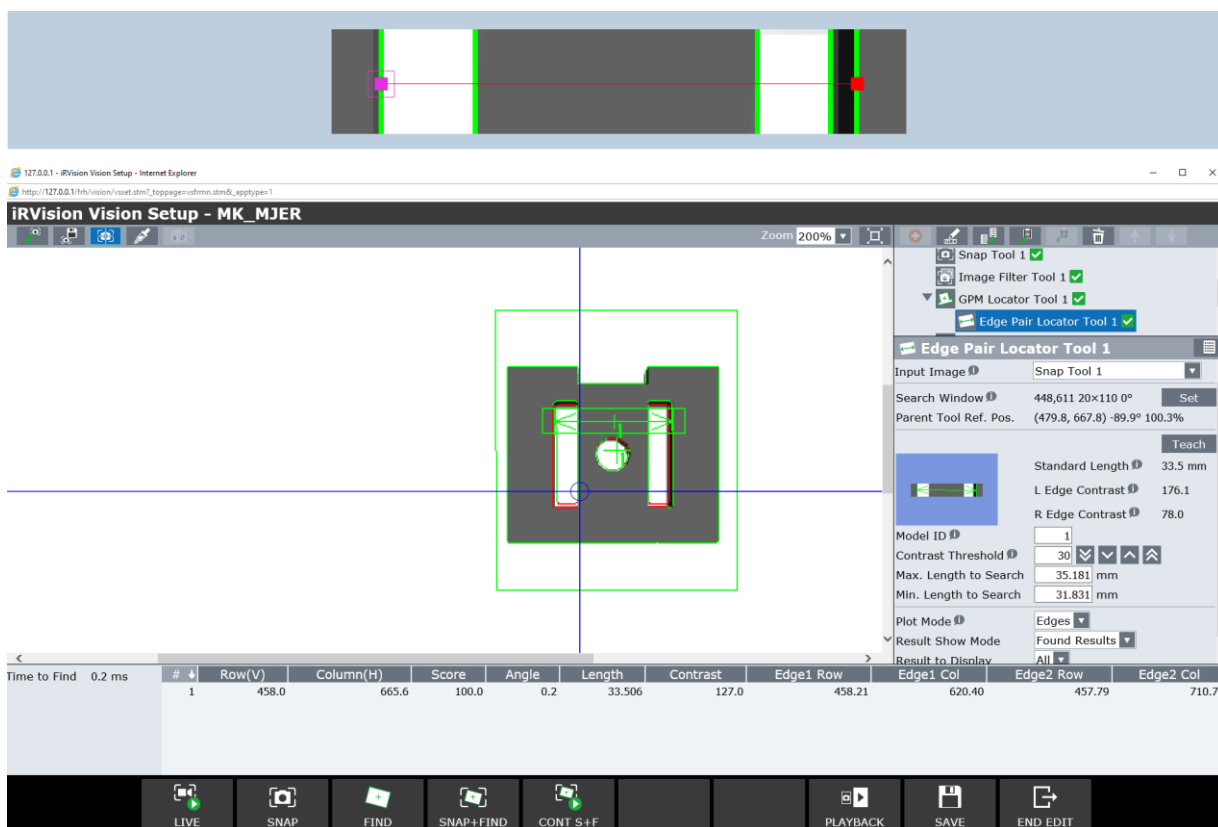 127.0.0.1 - iRVision Vision Setup - Internet Explorer
http://127.0.0.1/frh/vision/vsset.stm?_toppage=vsfrmn.stm&_apptype=1
iRVision Vision Setup - MK_MJER
Zoom 200%
Snap Tool 1
Image Filter Tool 1
GPM Locator Tool 1
Edge Pair Locator Tool 1
Edge Pair Locator Tool 1
Input Image Snap Tool 1
Search Window 448,611 20×110 0° Set
Parent Tool Ref. Pos. (479.8, 667.8) -89.9° 100.3%
Teach
Standard Length 33.5 mm
L Edge Contrast 176.1
R Edge Contrast 78.0
Model ID 1
Contrast Threshold 30
Max. Length to Search 35.181 mm
Min. Length to Search 31.831 mm
Plot Mode Edges
Result Show Mode Found Results
Result to Display All
1
Time to Find 0.2 ms
# Row(V) Column(H) Score Angle Length Contrast Edge1 Row Edge1 Col Edge2 Row Edge2 Col
1 458.0 665.6 100.0 0.2 33.506 127.0 458.21 620.40 457.79 710.7
LIVE SNAP FIND SNAP+FIND CONT S+F PLAYBACK SAVE END EDIT